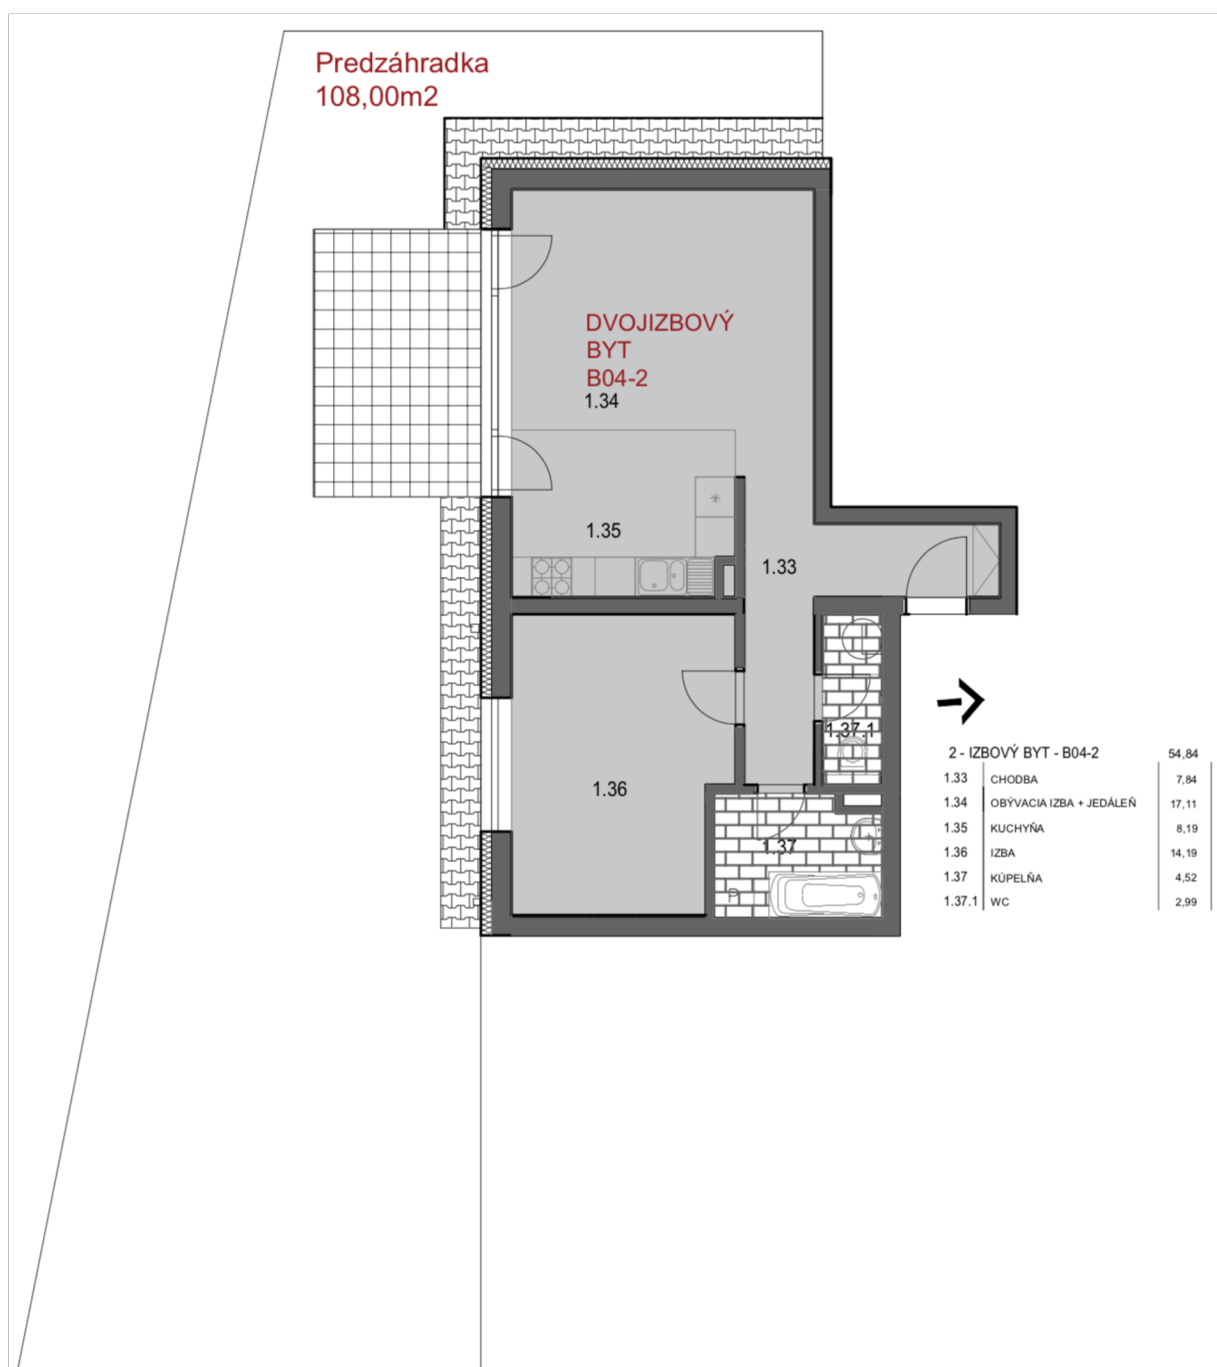 Predzáhradka
108,00m2
DVOJIZBOVÝ
BYT
B04-2
1.34
1.35
1.33
1.36
1.37.1
1.37
P
2 - IZBOVÝ BYT - B04-2 54,84
1.33 CHODBA 7,84
1.34 OBÝVACIA IZBA + JEDÁLEŇ 17,11
1.35 KUCHYŇA 8,19
1.36 IZBA 14,19
1.37 KÚPELŇA 4,52
1.37.1 WC 2,99